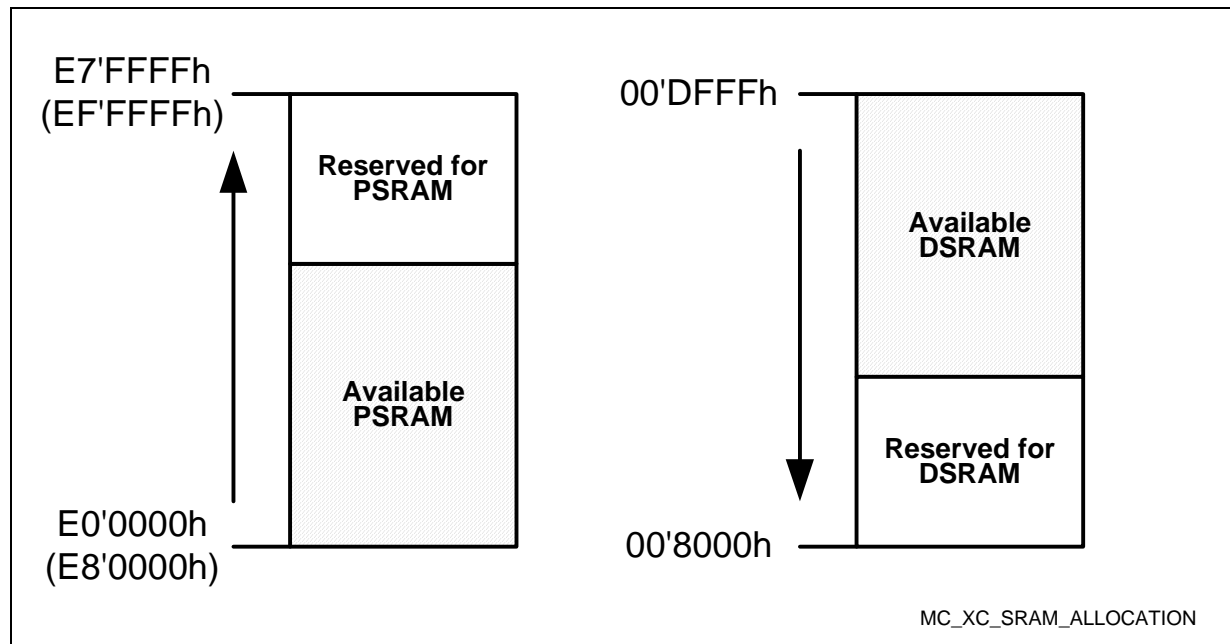 E7'FFFFh
(EF'FFFFh)
Reserved for
PSRAM
Available
PSRAM
E0'0000h
(E8'0000h)
00'DFFFh
Available
DSRAM
Reserved for
DSRAM
00'8000h
MC_XC_SRAM_ALLOCATION